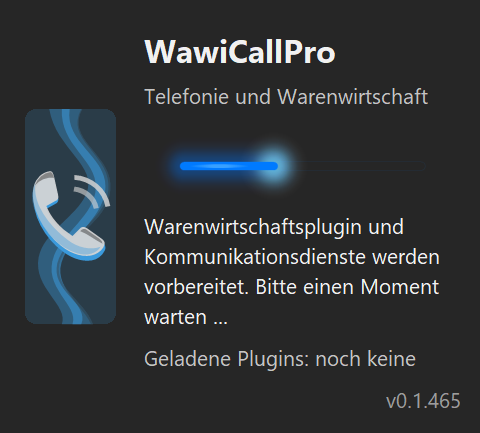 WawiCallPro
Telefonie und Warenwirtschaft
Warenwirtschaftsplugin und
Kommunikationsdienste werden
vorbereitet. Bitte einen Moment
warten ...
Geladene Plugins: noch keine
v0.1.465